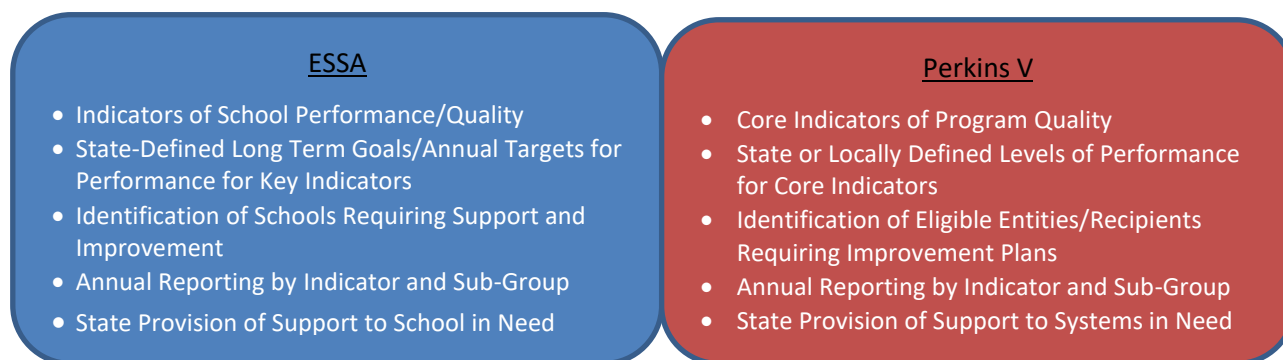 ESSA
• Indicators of School Performance/Quality
• State-Defined Long Term Goals/Annual Targets for
Performance for Key Indicators
• Identification of Schools Requiring Support and
Improvement
• Annual Reporting by Indicator and Sub-Group
• State Provision of Support to School in Need
Perkins V
• Core Indicators of Program Quality
• State or Locally Defined Levels of Performance
for Core Indicators
• Identification of Eligible Entities/Recipients
Requiring Improvement Plans
• Annual Reporting by Indicator and Sub-Group
• State Provision of Support to Systems in Need